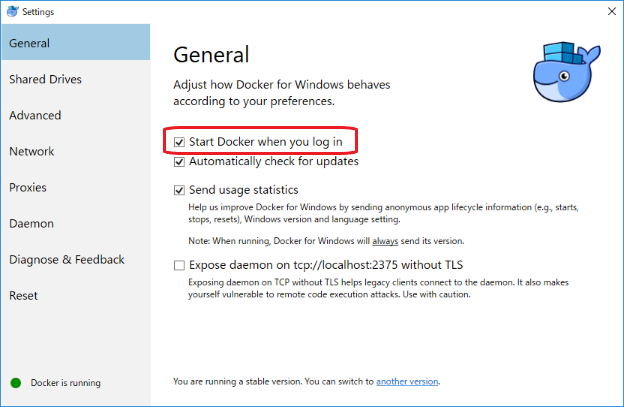 Settings
General
Shared Drives
Advanced
Network
Proxies
Daemon
Diagnose & Feedback
Reset
Docker is running
General
Adjust how Docker for Windows behaves
according to your preferences.
Start Docker when you log in
Automatically check for updates
Send usage statistics
Help us improve Docker for Windows by sending anonymous app lifecycle information (e.g., starts,
stops, resets), Windows version and language setting.
Note: When running, Docker for Windows will always send its version.
Expose daemon on tcp://localhost:2375 without TLS
Exposing daemon on TCP without TLS helps legacy clients connect to the daemon. It also makes
yourself vulnerable to remote code execution attacks. Use with caution.
You are running a stable version. You can switch to another version.